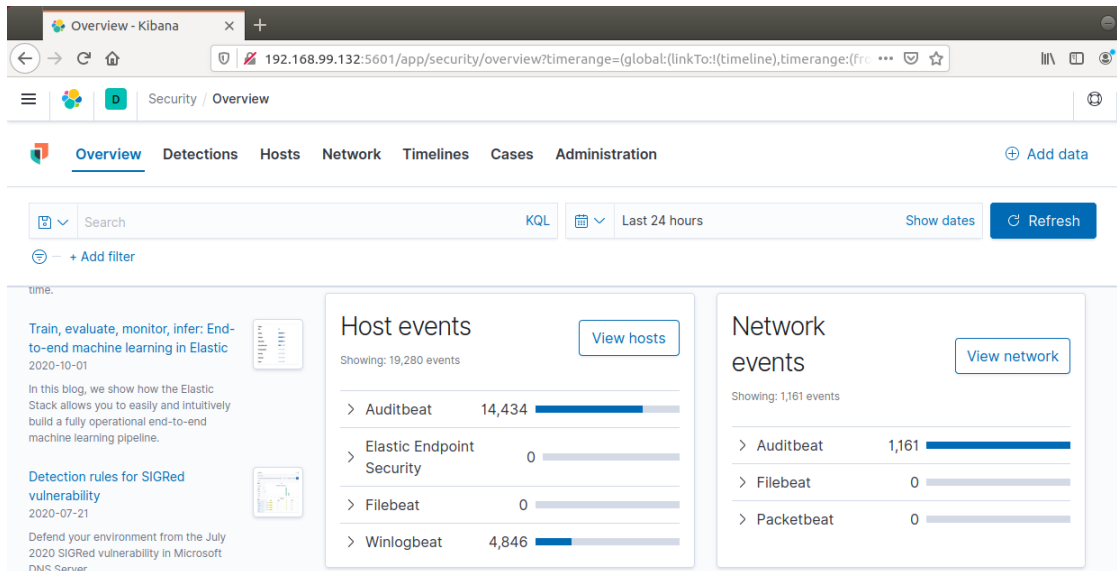 Overview - Kibana
192.168.99.132:5601/app/security/overview?timerange=(global:(linkTo:!(timeline),timerange:(fro
D Security / Overview
Overview Detections Hosts Network Timelines Cases Administration
Add data
Search KQL Last 24 hours Show dates Refresh
+ Add filter
time.
Train, evaluate, monitor, infer: End-
to-end machine learning in Elastic
2020-10-01
In this blog, we show how the Elastic
Stack allows you to easily and intuitively
build a fully operational end-to-end
machine learning pipeline.
Detection rules for SIGRed
vulnerability
2020-07-21
Defend your environment from the July
2020 SIGRed vulnerability in Microsoft
DNS Server
Host events
View hosts
Showing: 19,280 events
Auditbeat 14,434
Elastic Endpoint
Security 0
Filebeat 0
Winlogbeat 4,846
Network
events
View network
Showing: 1,161 events
Auditbeat 1,161
Filebeat 0
Packetbeat 0